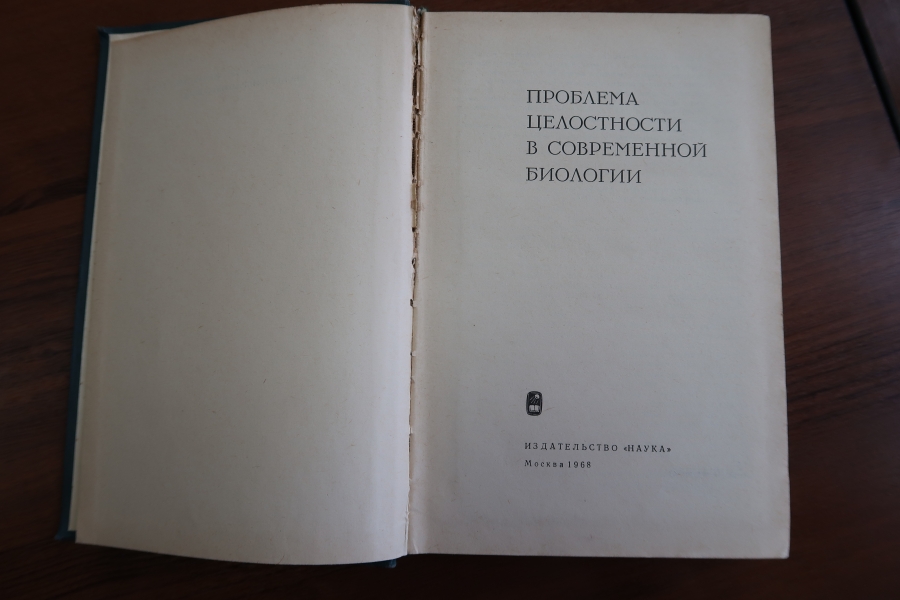 ПРОБЛЕМА
ЦЕЛОСТНОСТИ
В СОВРЕМЕННОЙ
БИОЛОГИИ
ИЗДАТЕЛЬСТВО «НАУКА»
Москва 1968